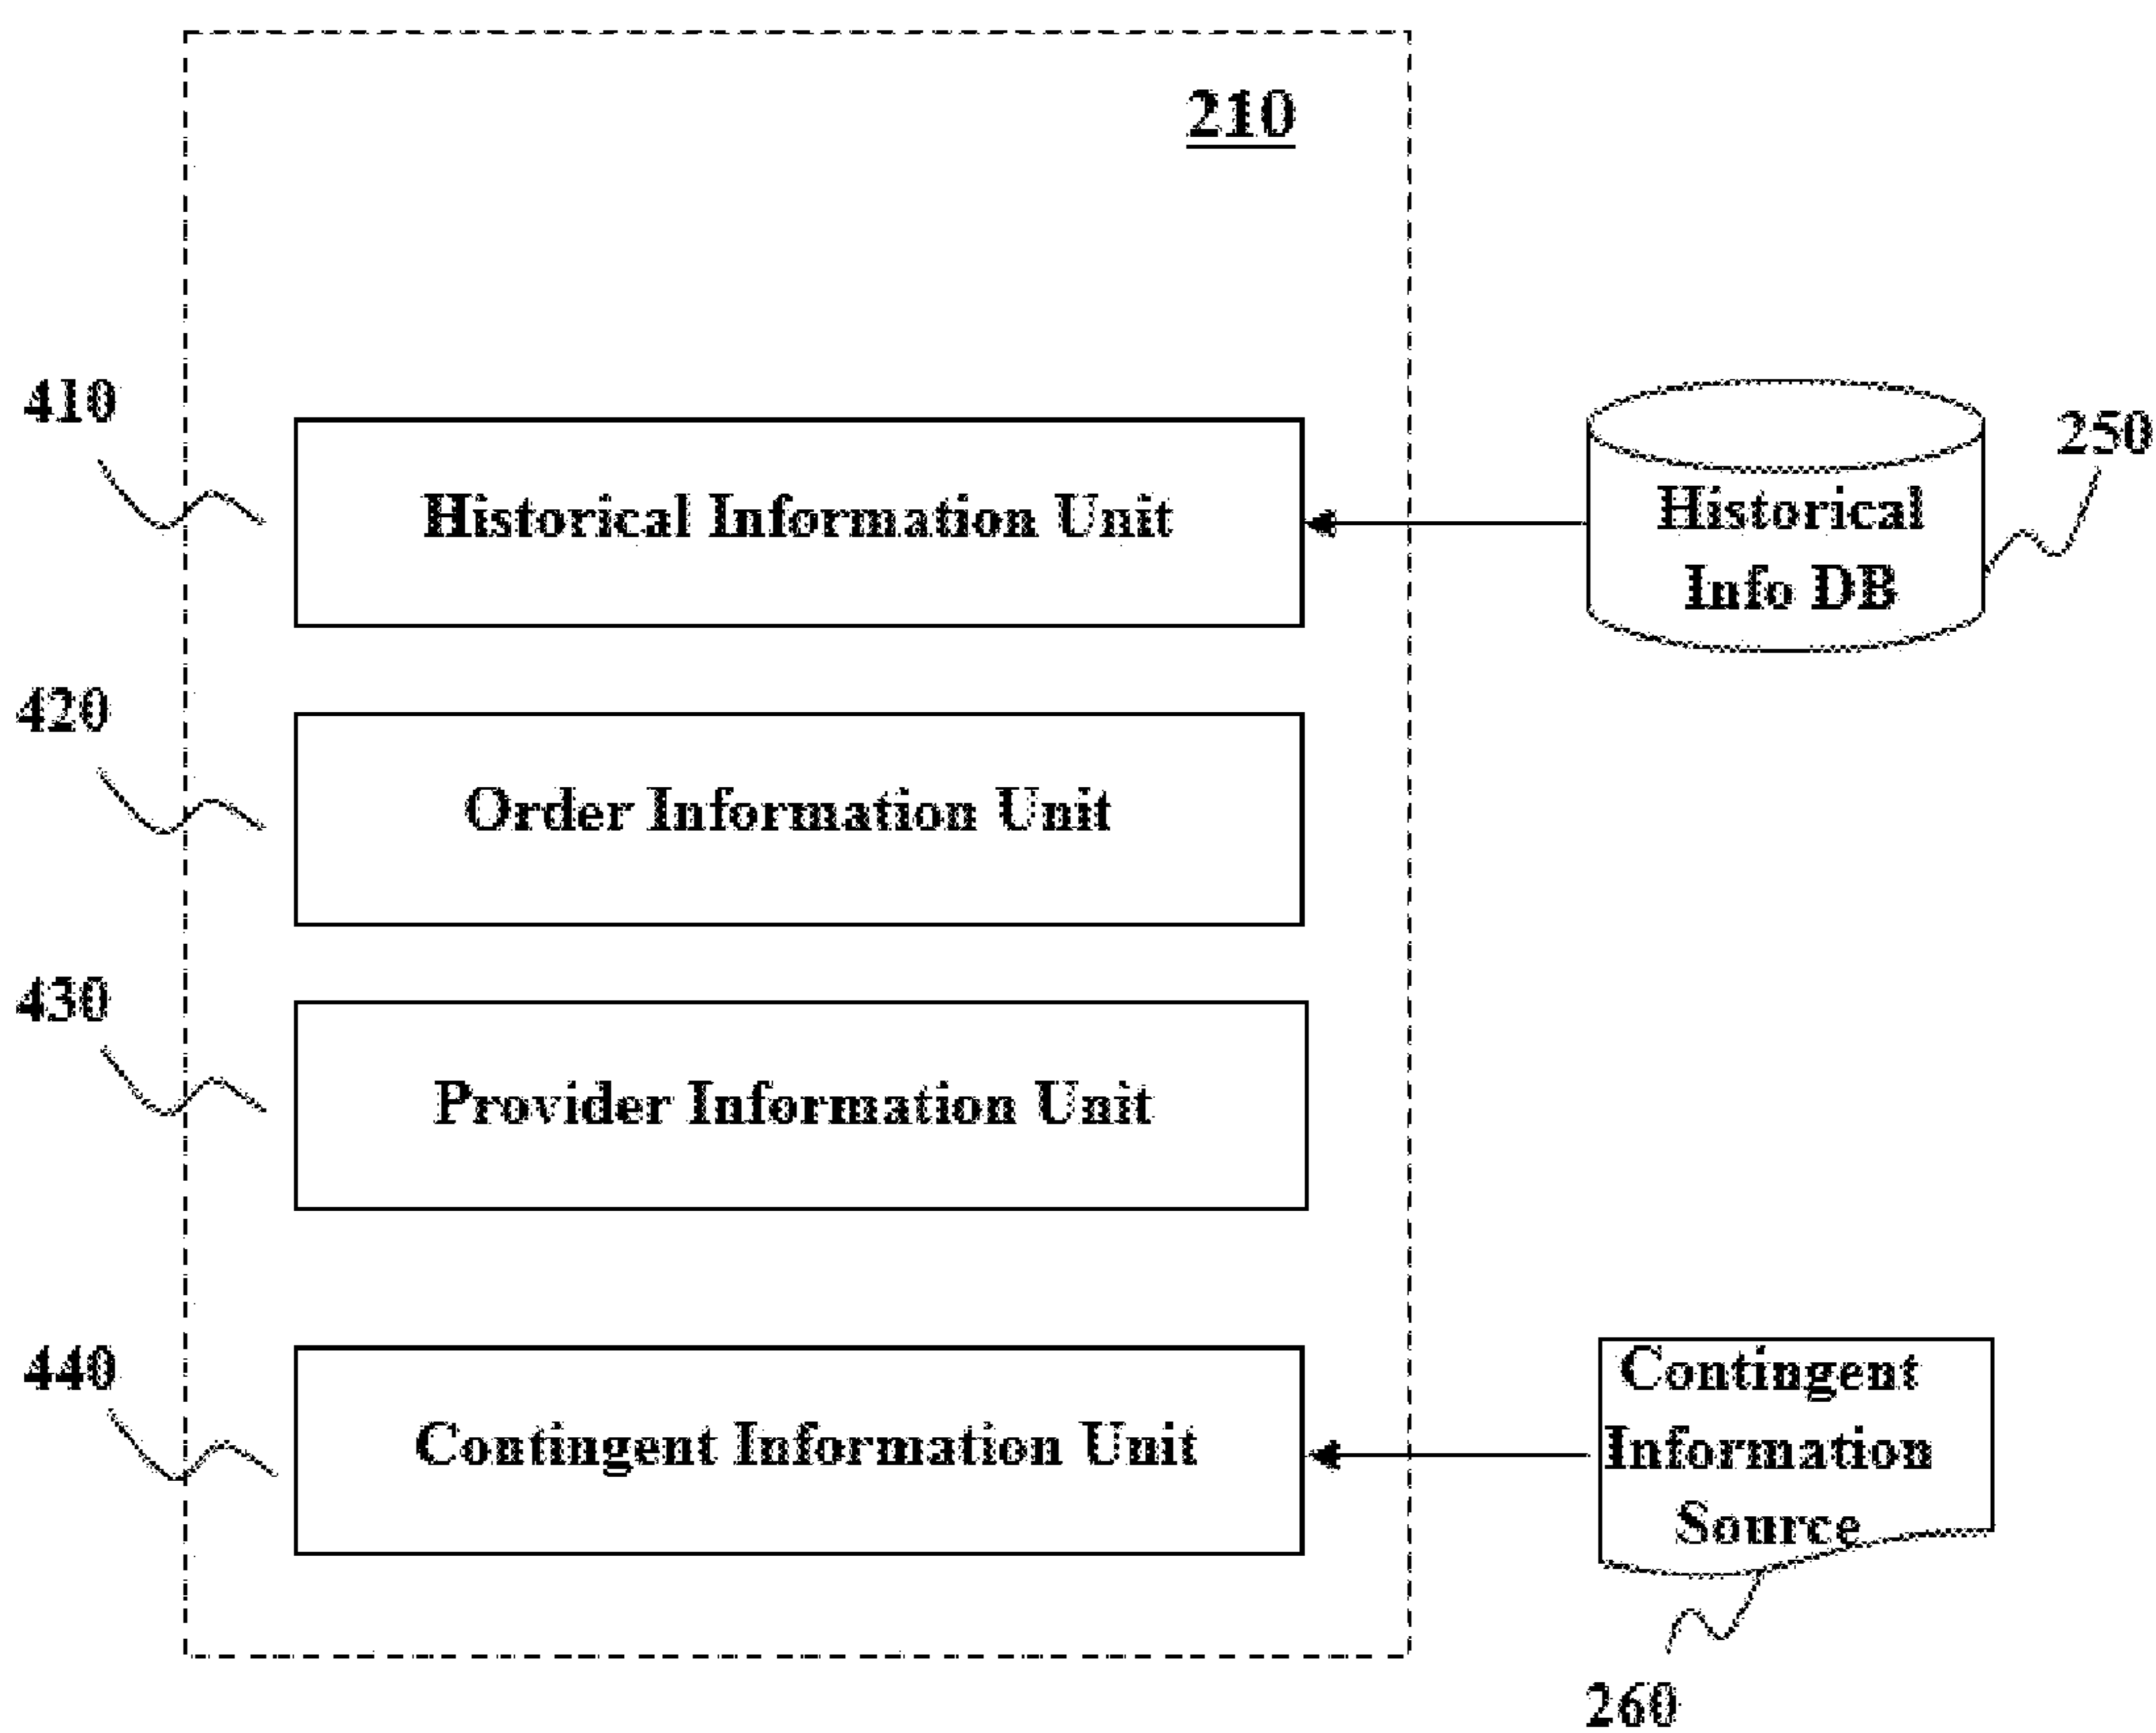 210
410
Historical Information Unit
Historical
Info DB
250
420
Order Information Unit
430
Provider Information Unit
440
Contingent Information Unit
Contingent
Information
Source
260